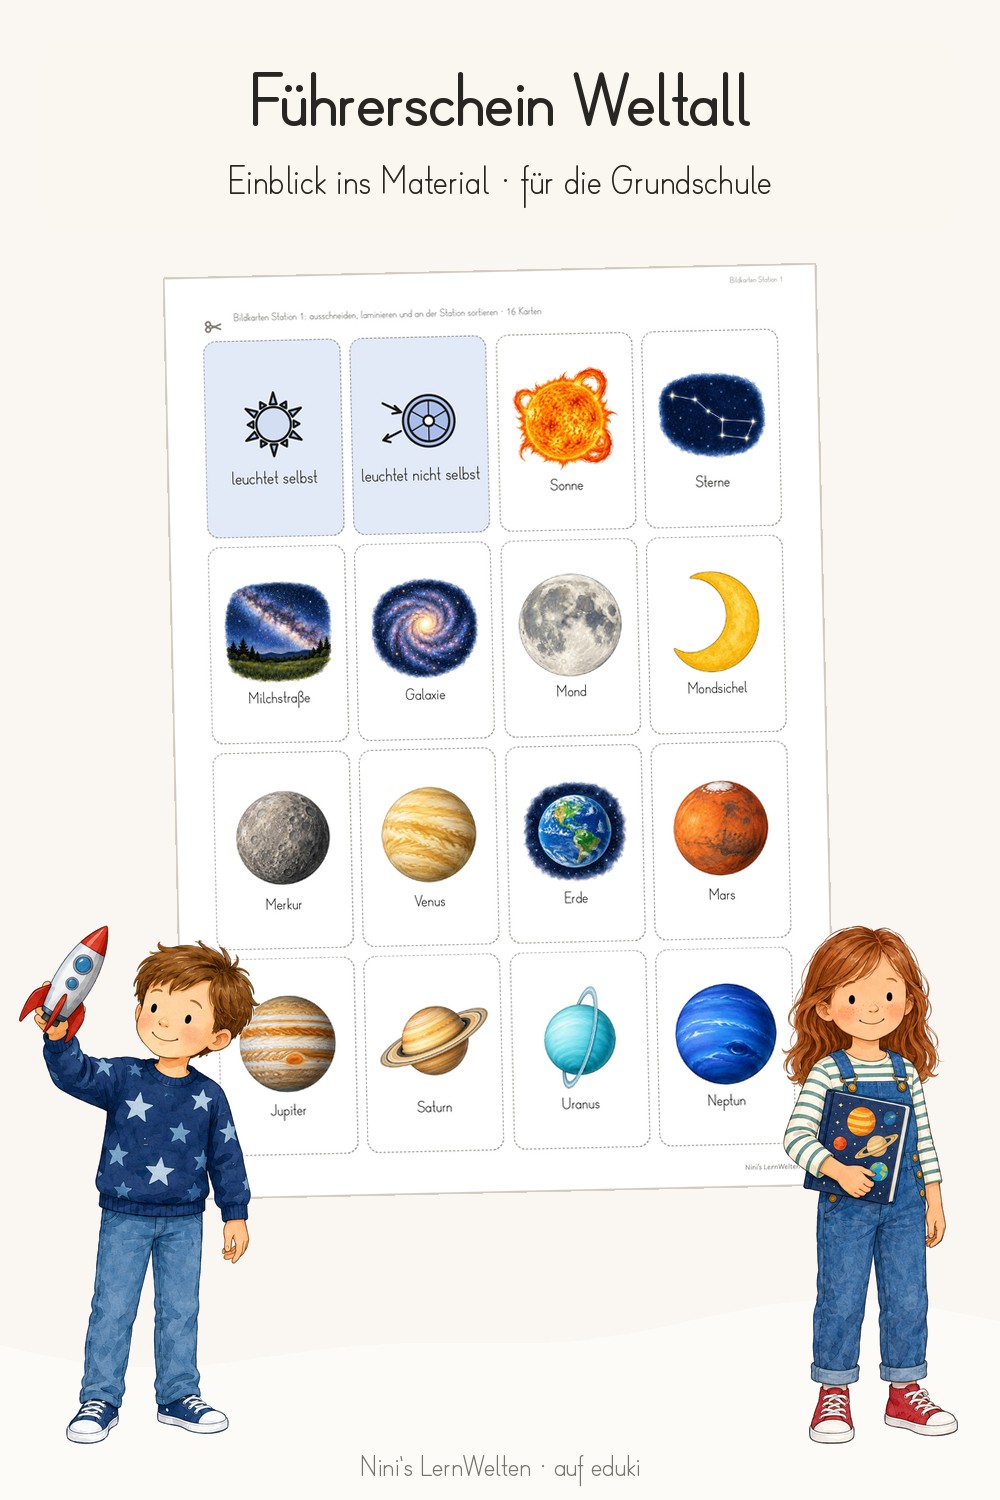 Führerschein Weltall
Einblick ins Material · für die Grundschule
Bildkarten Station 1
Bildkarten Station 1: ausschneiden, laminieren und an der Station sortieren · 16 Karten
leuchtet selbst
leuchtet nicht selbst
Sonne
Sterne
Milchstraße
Galaxie
Mond
Mondsichel
Merkur
Venus
Erde
Mars
Jupiter
Saturn
Uranus
Neptun
Nini's LernWelten
Nini's LernWelten · auf eduki